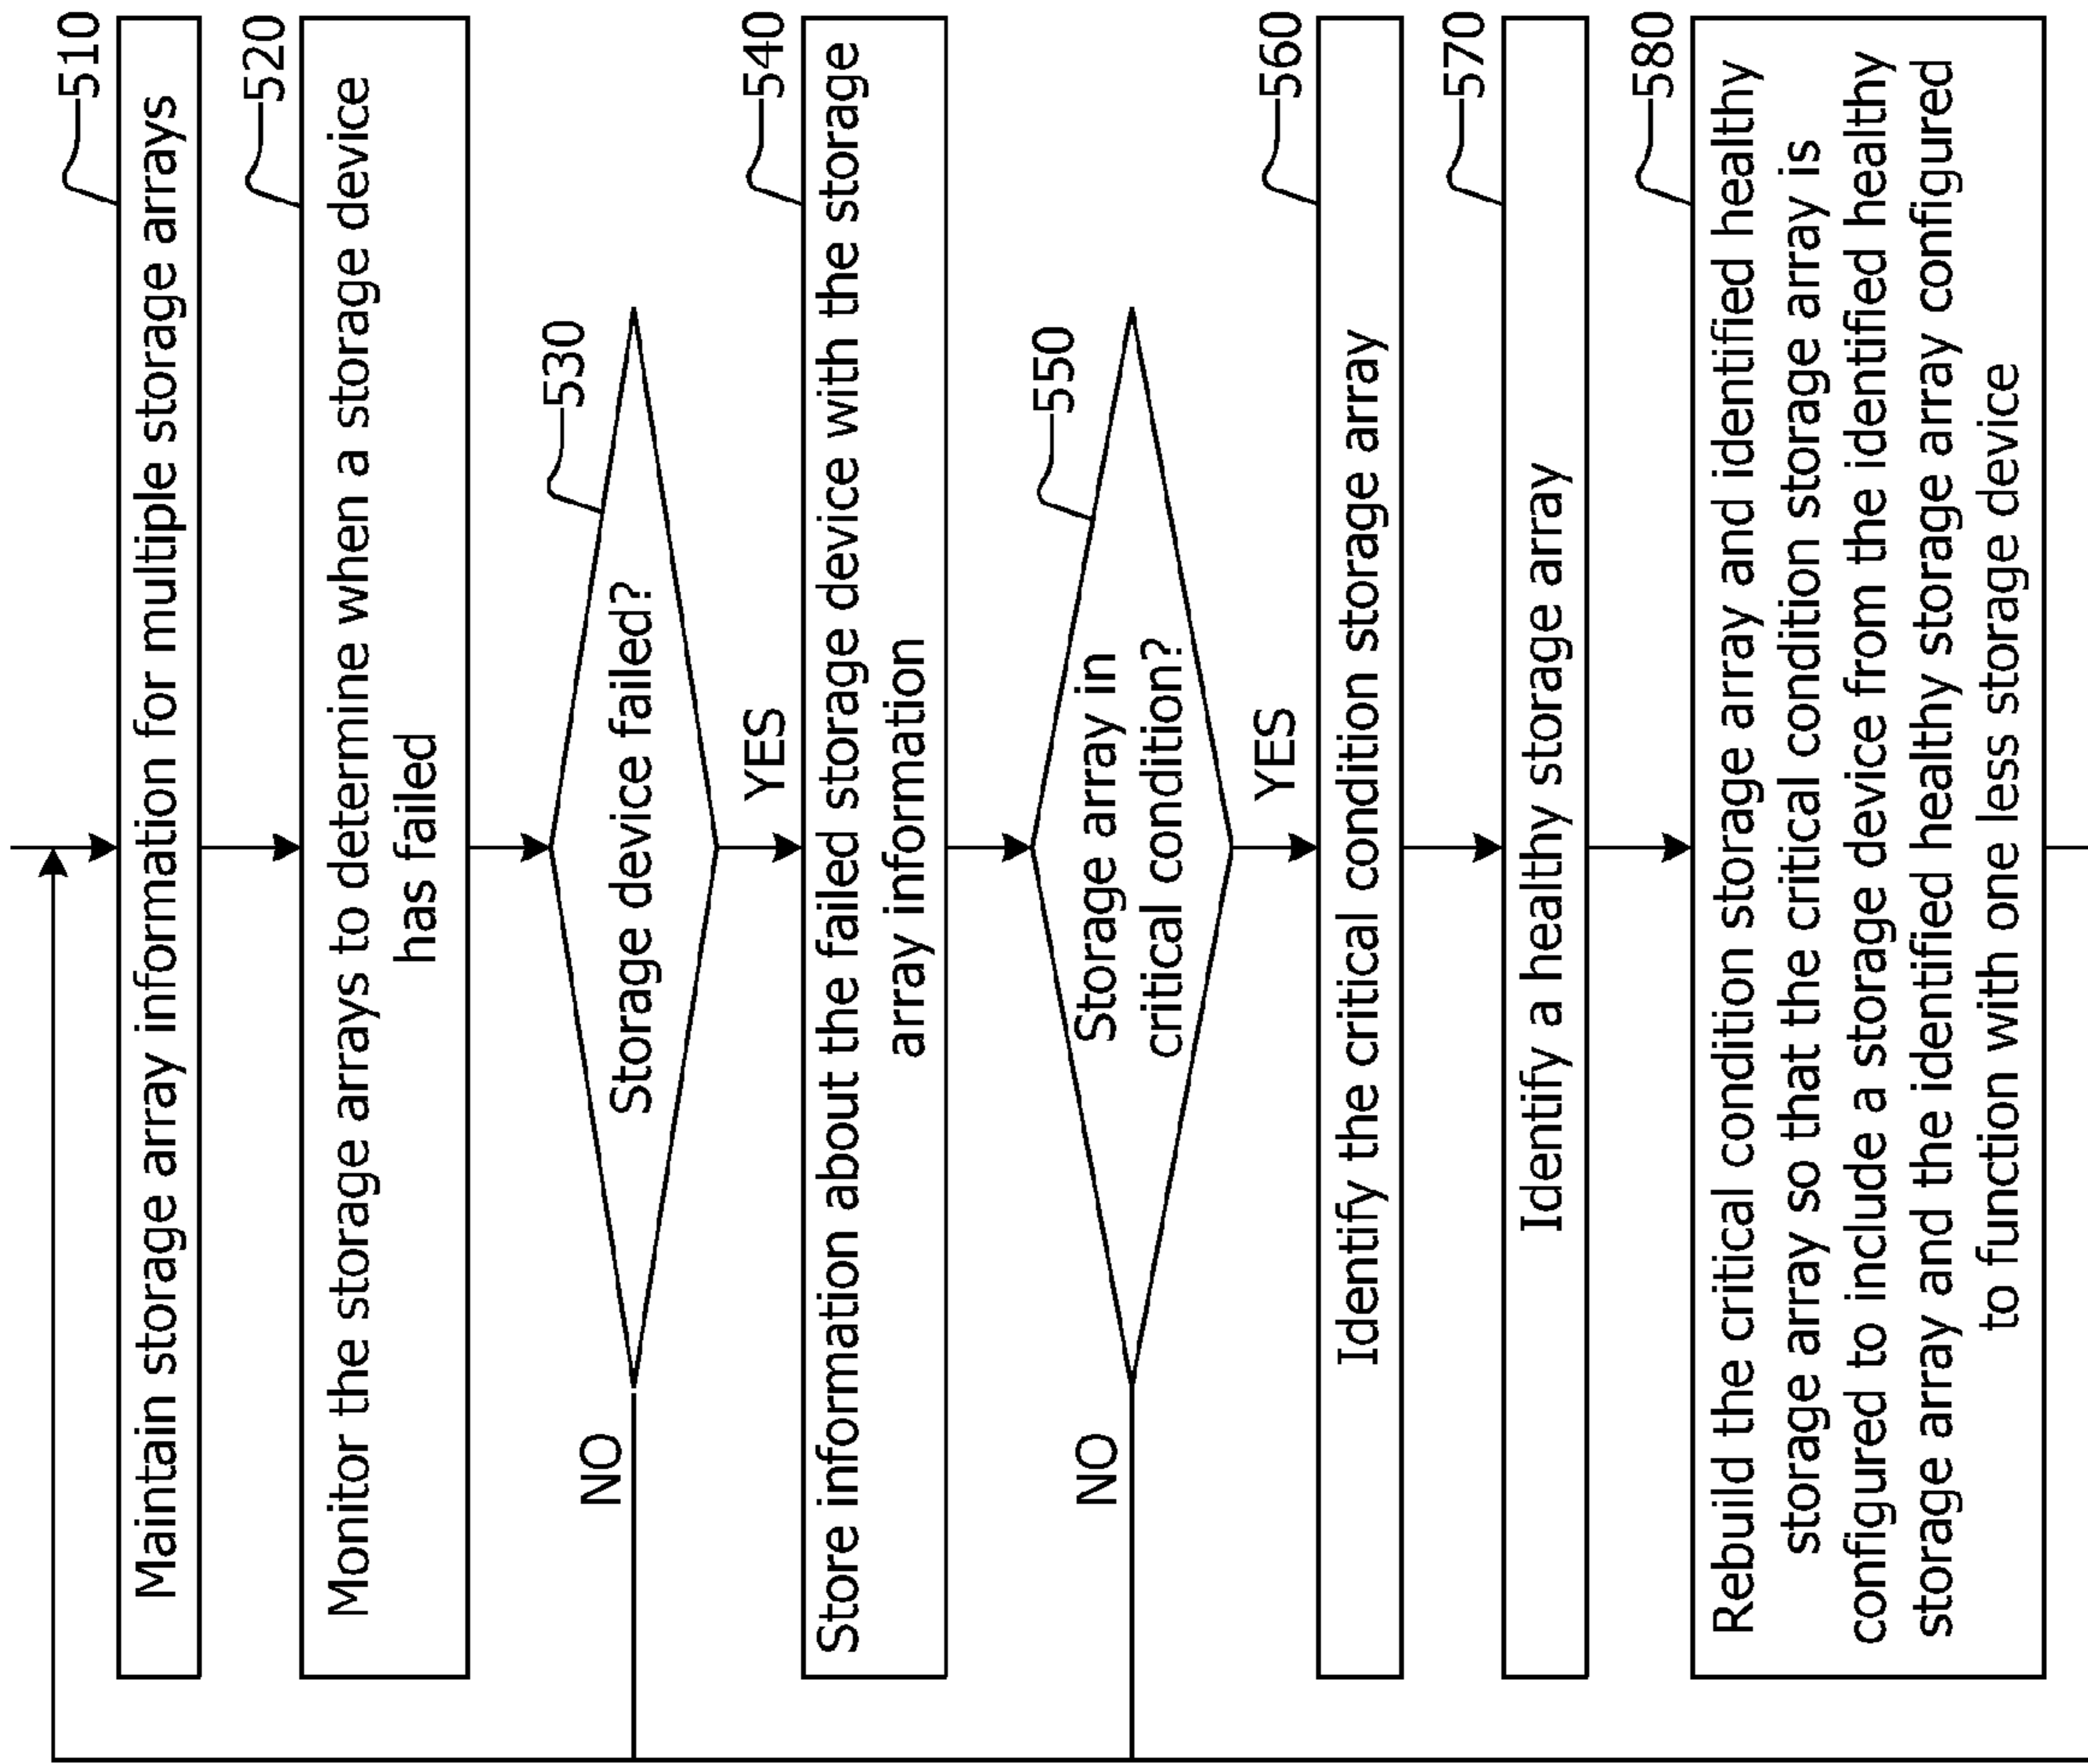 510
Maintain storage array information for multiple storage arrays
520
Monitor the storage arrays to determine when a storage device
has failed
530
Storage device failed?
NO
YES
540
Store information about the failed storage device with the storage
array information
550
Storage array in
critical condition?
NO
YES
560
Identify the critical condition storage array
570
Identify a healthy storage array
580
Rebuild the critical condition storage array and identified healthy
storage array so that the critical condition storage array is
configured to include a storage device from the identified healthy
storage array and the identified healthy storage array configured
to function with one less storage device